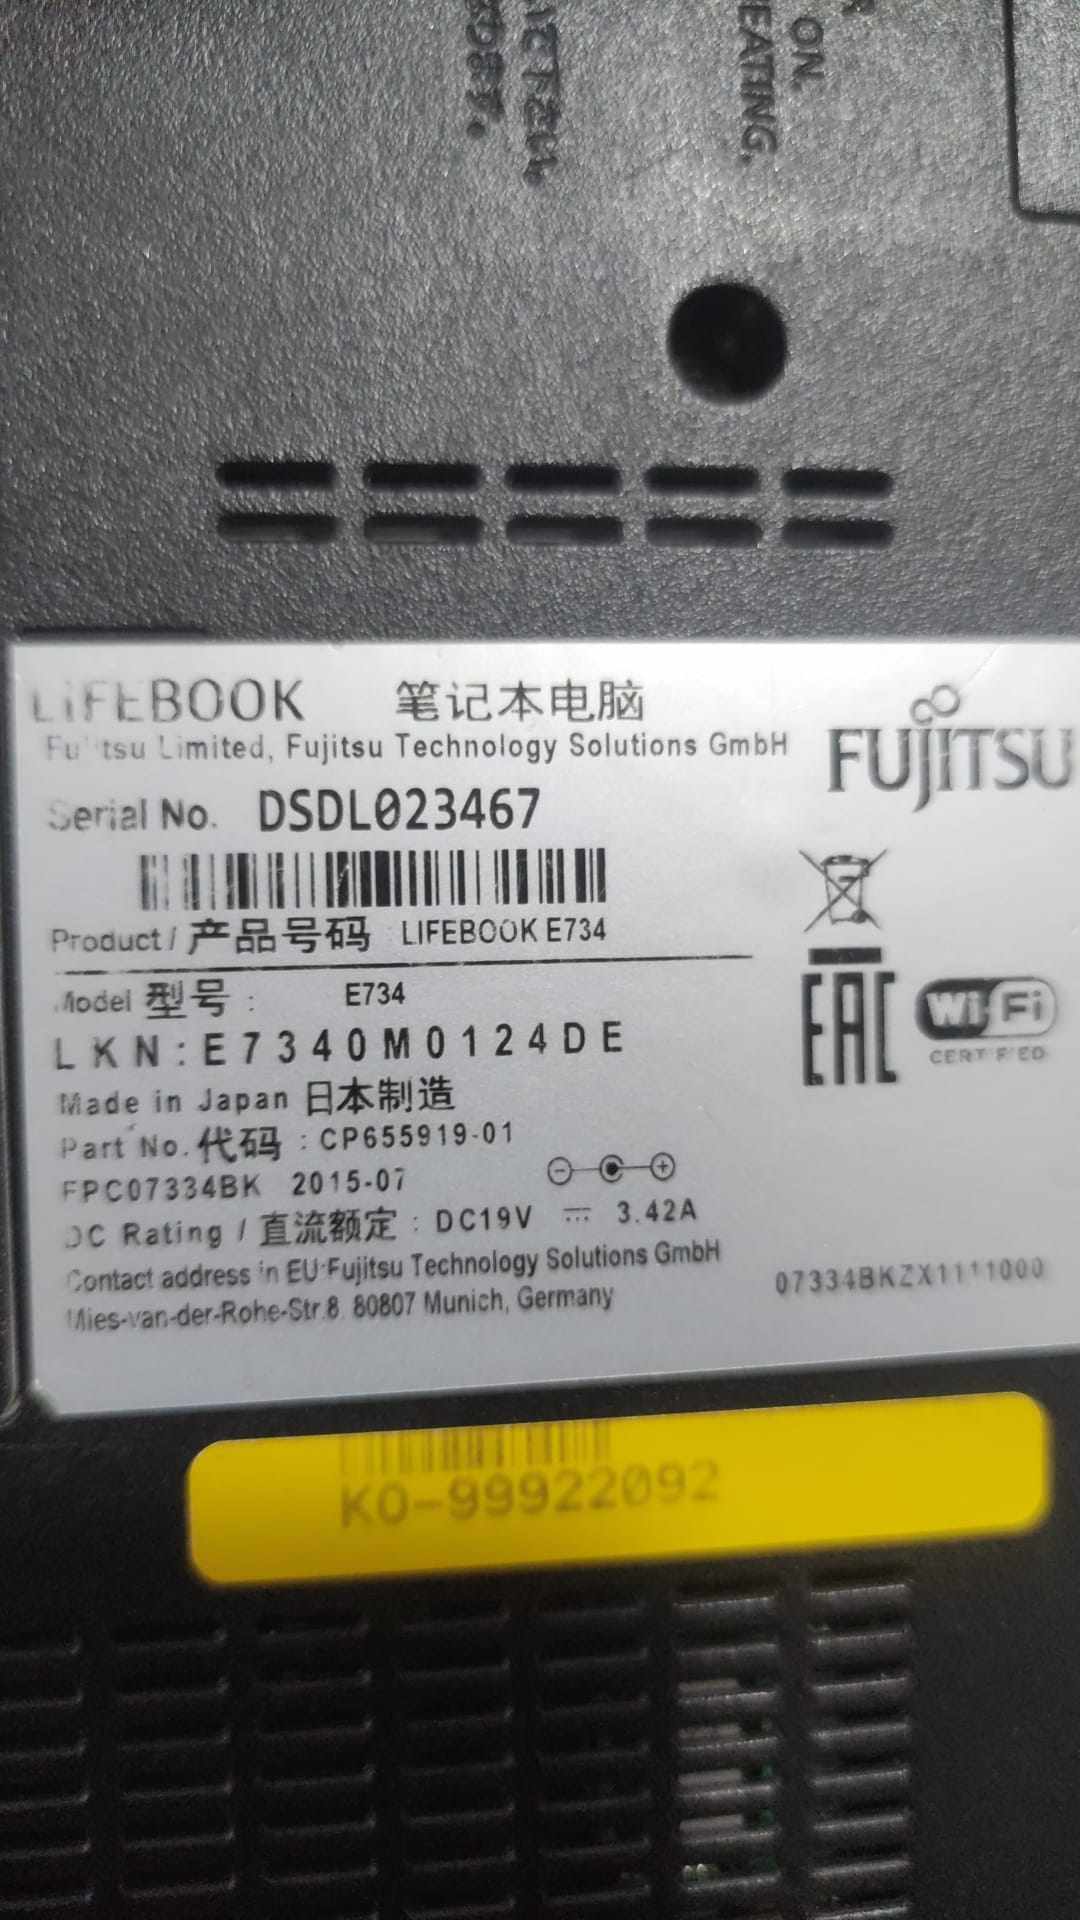 ON.
EATING,
LIFEBOOK 笔记本电脑
Fujitsu Limited, Fujitsu Technology Solutions GmbH
FUJITSU
Serial No. DSDL023467
Product / 产品号码 LIFEBOOK E734
Model 型号 : E734
LKN:E7340M0124DE
EAC
Wi Fi
CERTIFIED
Made in Japan 日本制造
Part No. 代码 : CP655919-01
FPC07334BK 2015-07
DC Rating / 直流额定 : DC19V ⎓ 3.42A
Contact address in EU:Fujitsu Technology Solutions GmbH
Mies-van-der-Rohe-Str.8, 80807 Munich, Germany
07334BKZX1111000
K0-99922092